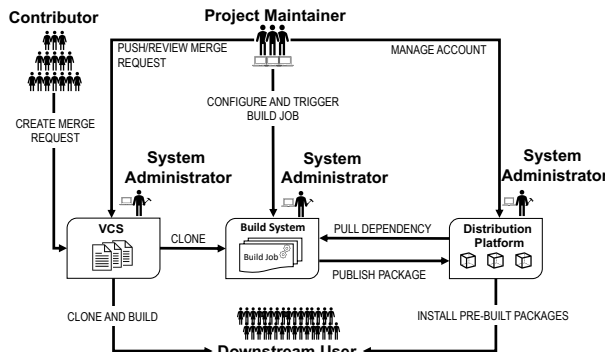 Contributor
Project Maintainer
PUSH/REVIEW MERGE
REQUEST
MANAGE ACCOUNT
CONFIGURE AND TRIGGER
BUILD JOB
CREATE MERGE
REQUEST
System
Administrator
System
Administrator
System
Administrator
VCS
CLONE
Build System
Build Job
PULL DEPENDENCY
PUBLISH PACKAGE
Distribution
Platform
CLONE AND BUILD
INSTALL PRE-BUILT PACKAGES
Downstream User